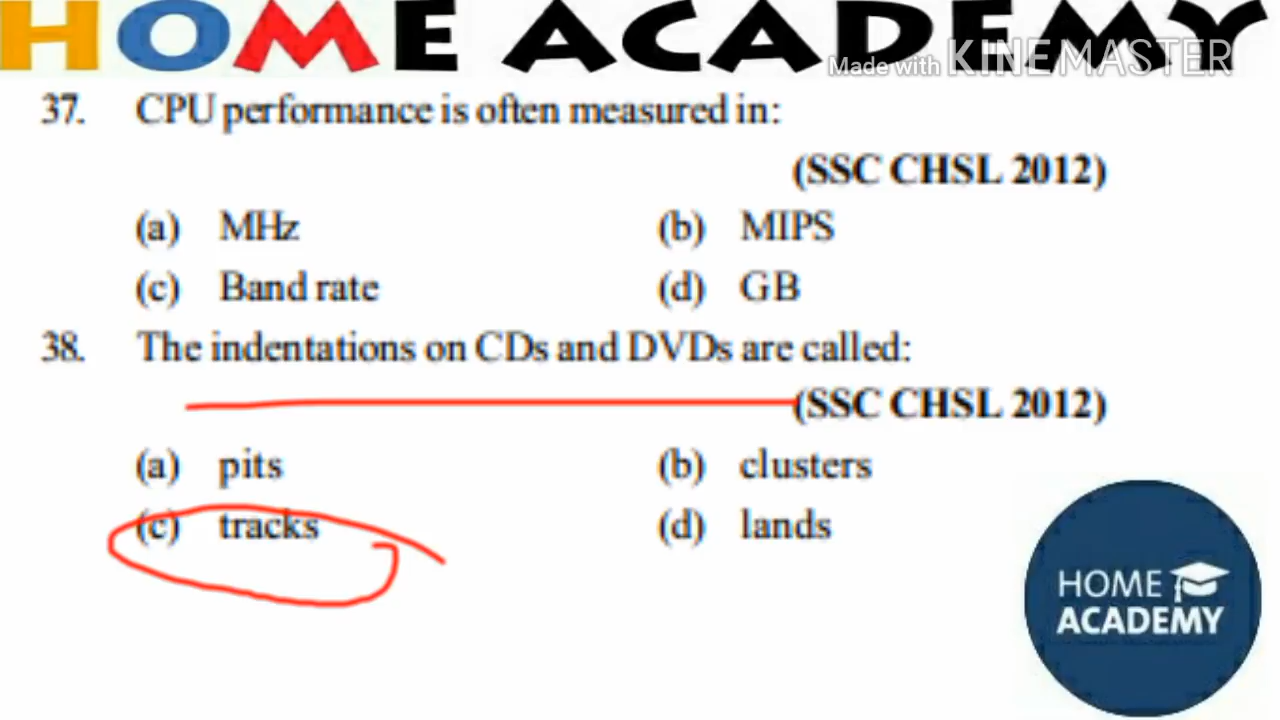 HOME ACADEMY
Made with KINEMASTER
37. CPU performance is often measured in:
(SSC CHSL 2012)
(a) MHz (b) MIPS
(c) Band rate (d) GB
38. The indentations on CDs and DVDs are called:
(SSC CHSL 2012)
(a) pits (b) clusters
(c) tracks (d) lands
HOME
ACADEMY